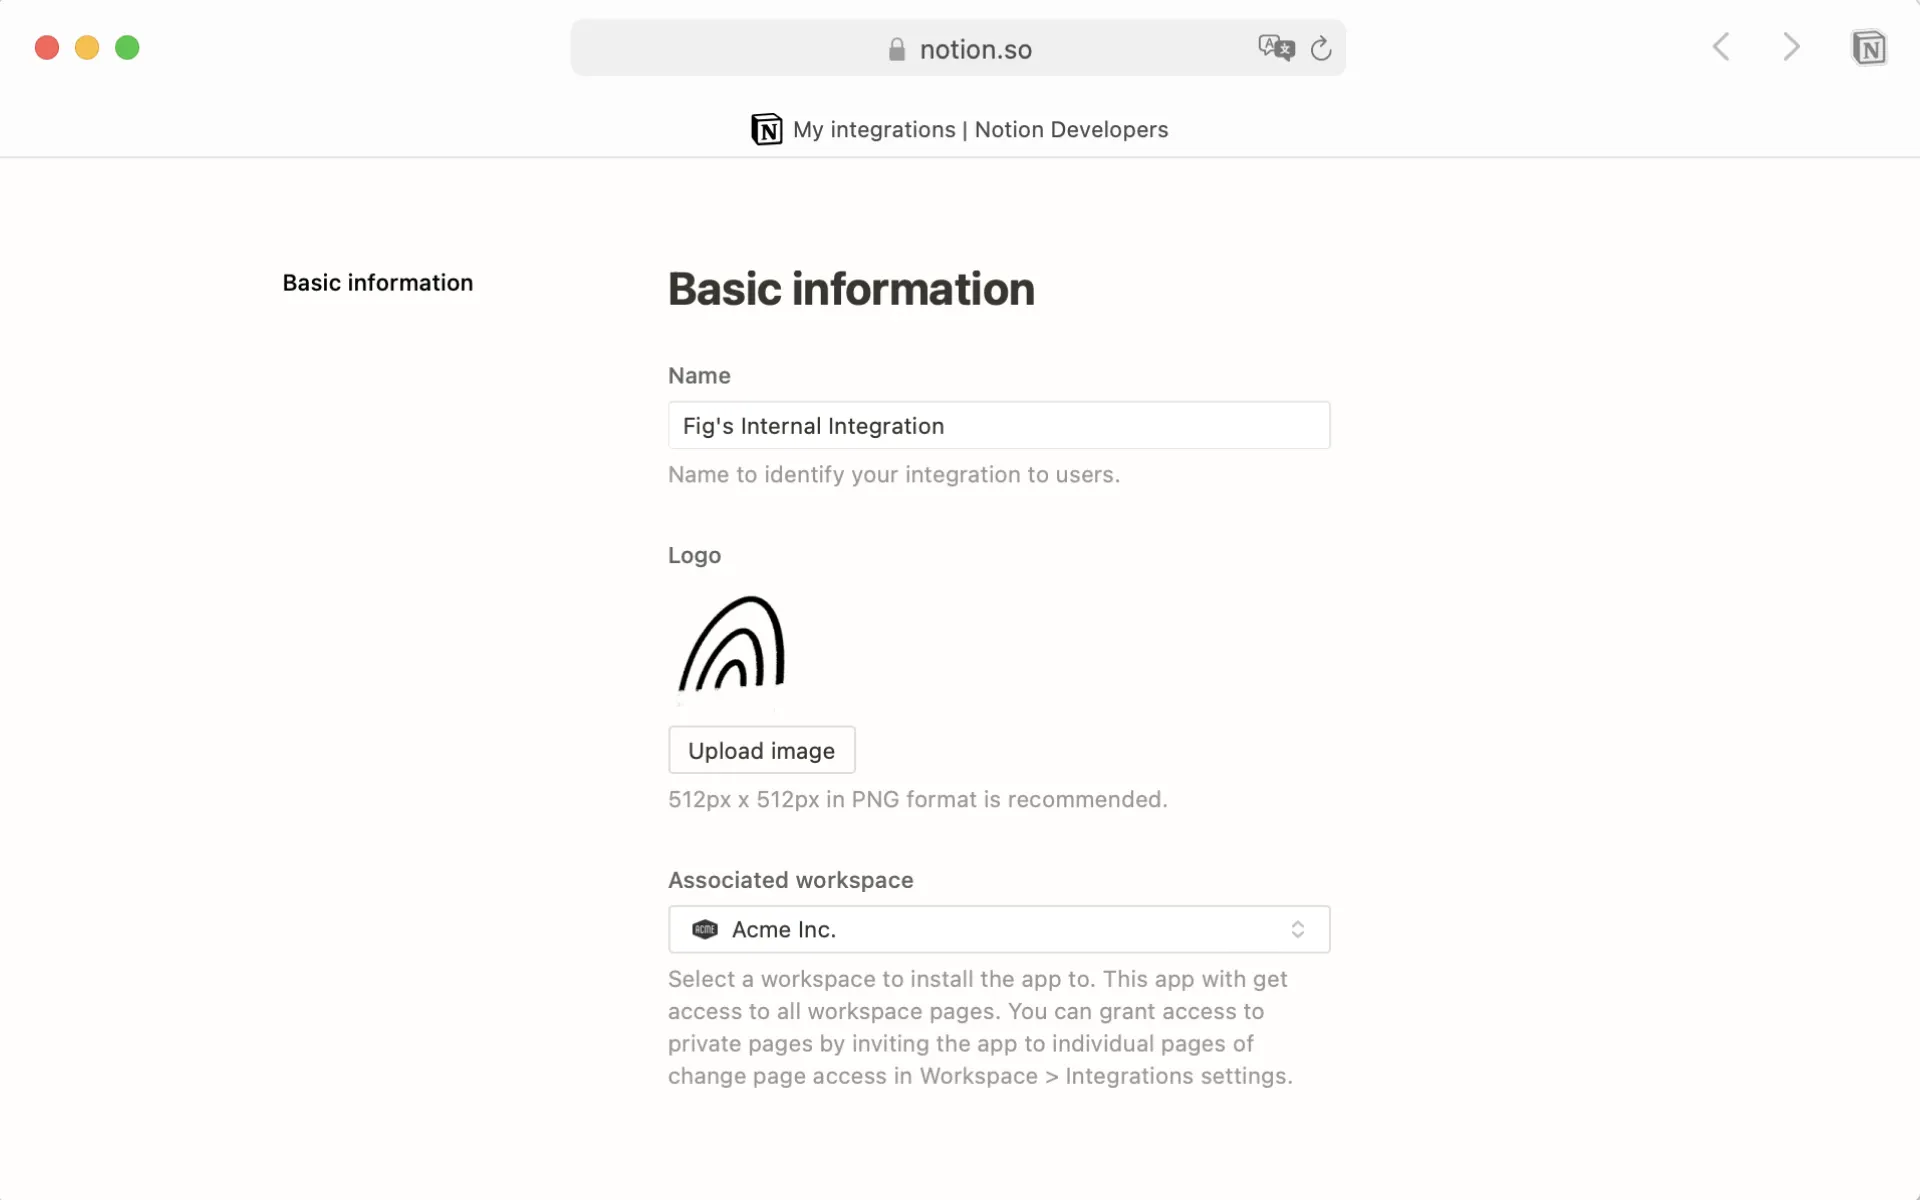 notion.so
My integrations | Notion Developers
Basic information
Basic information
Name
Fig's Internal Integration
Name to identify your integration to users.
Logo
Upload image
512px x 512px in PNG format is recommended.
Associated workspace
ACME Acme Inc.
Select a workspace to install the app to. This app with get
access to all workspace pages. You can grant access to
private pages by inviting the app to individual pages of
change page access in Workspace > Integrations settings.